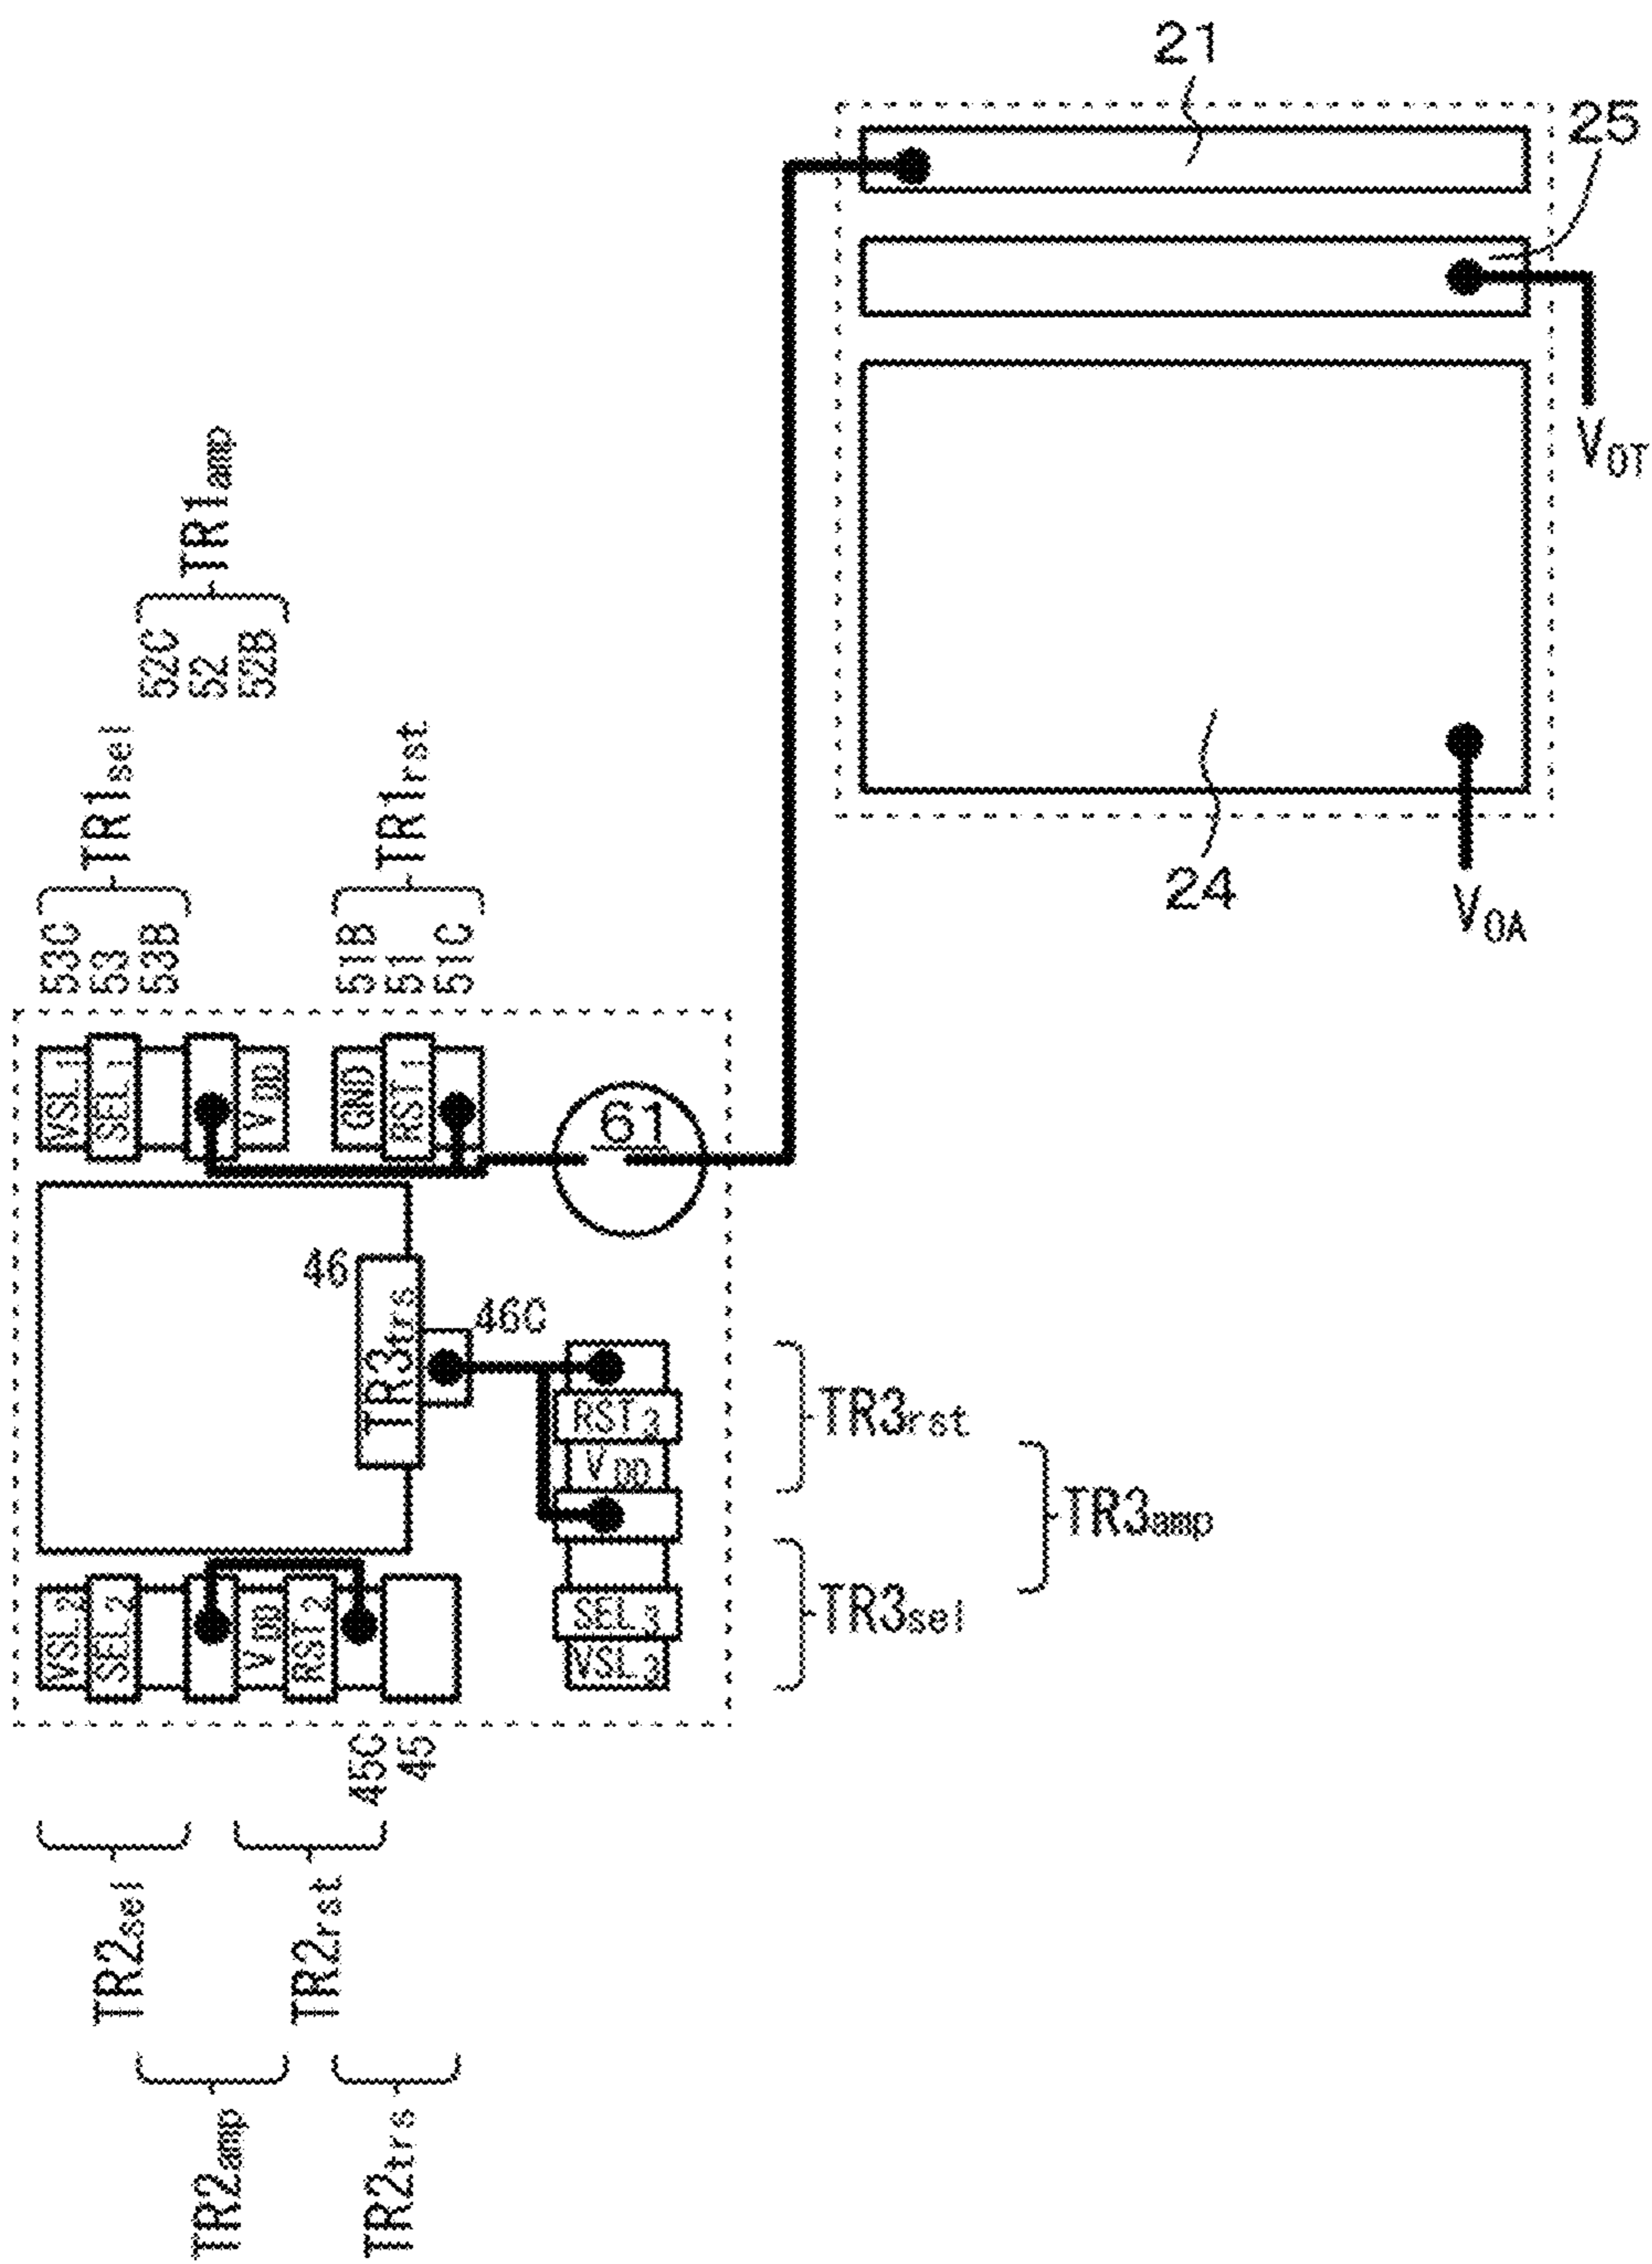 21
25
V_OT
24
V_OA
TR1amp
52C
52
52B
TR1sel
53C
53
53B
TR1rst
51B
51
51C
VSL1
SEL1
VDD
GND
RST1
61
46
TR3trs
46C
RST3
VDD
SEL3
VSL3
TR3rst
TR3amp
TR3sel
VSL2
SEL2
VDD
RST2
45C
45
TR2sel
TR2rst
TR2amp
TR2trs